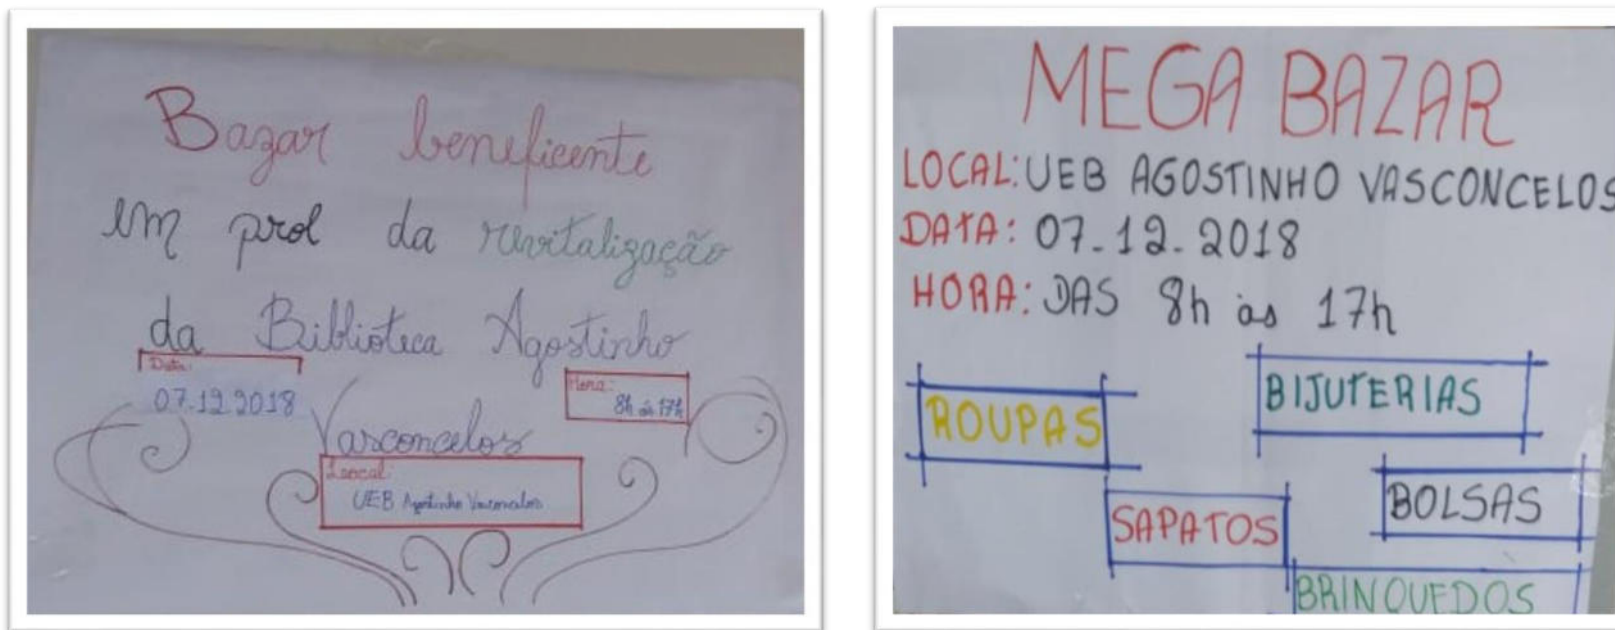 Bazar beneficente
em prol da revitalização
da Biblioteca Agostinho
Vasconcelos
Data:
07.12.2018
Hora:
8h às 17h
Local:
UEB Agostinho Vasconcelos
MEGA BAZAR
LOCAL: UEB AGOSTINHO VASCONCELOS
DATA: 07-12-2018
HORA: DAS 8h às 17h
ROUPAS
BIJUTERIAS
SAPATOS
BOLSAS
BRINQUEDOS